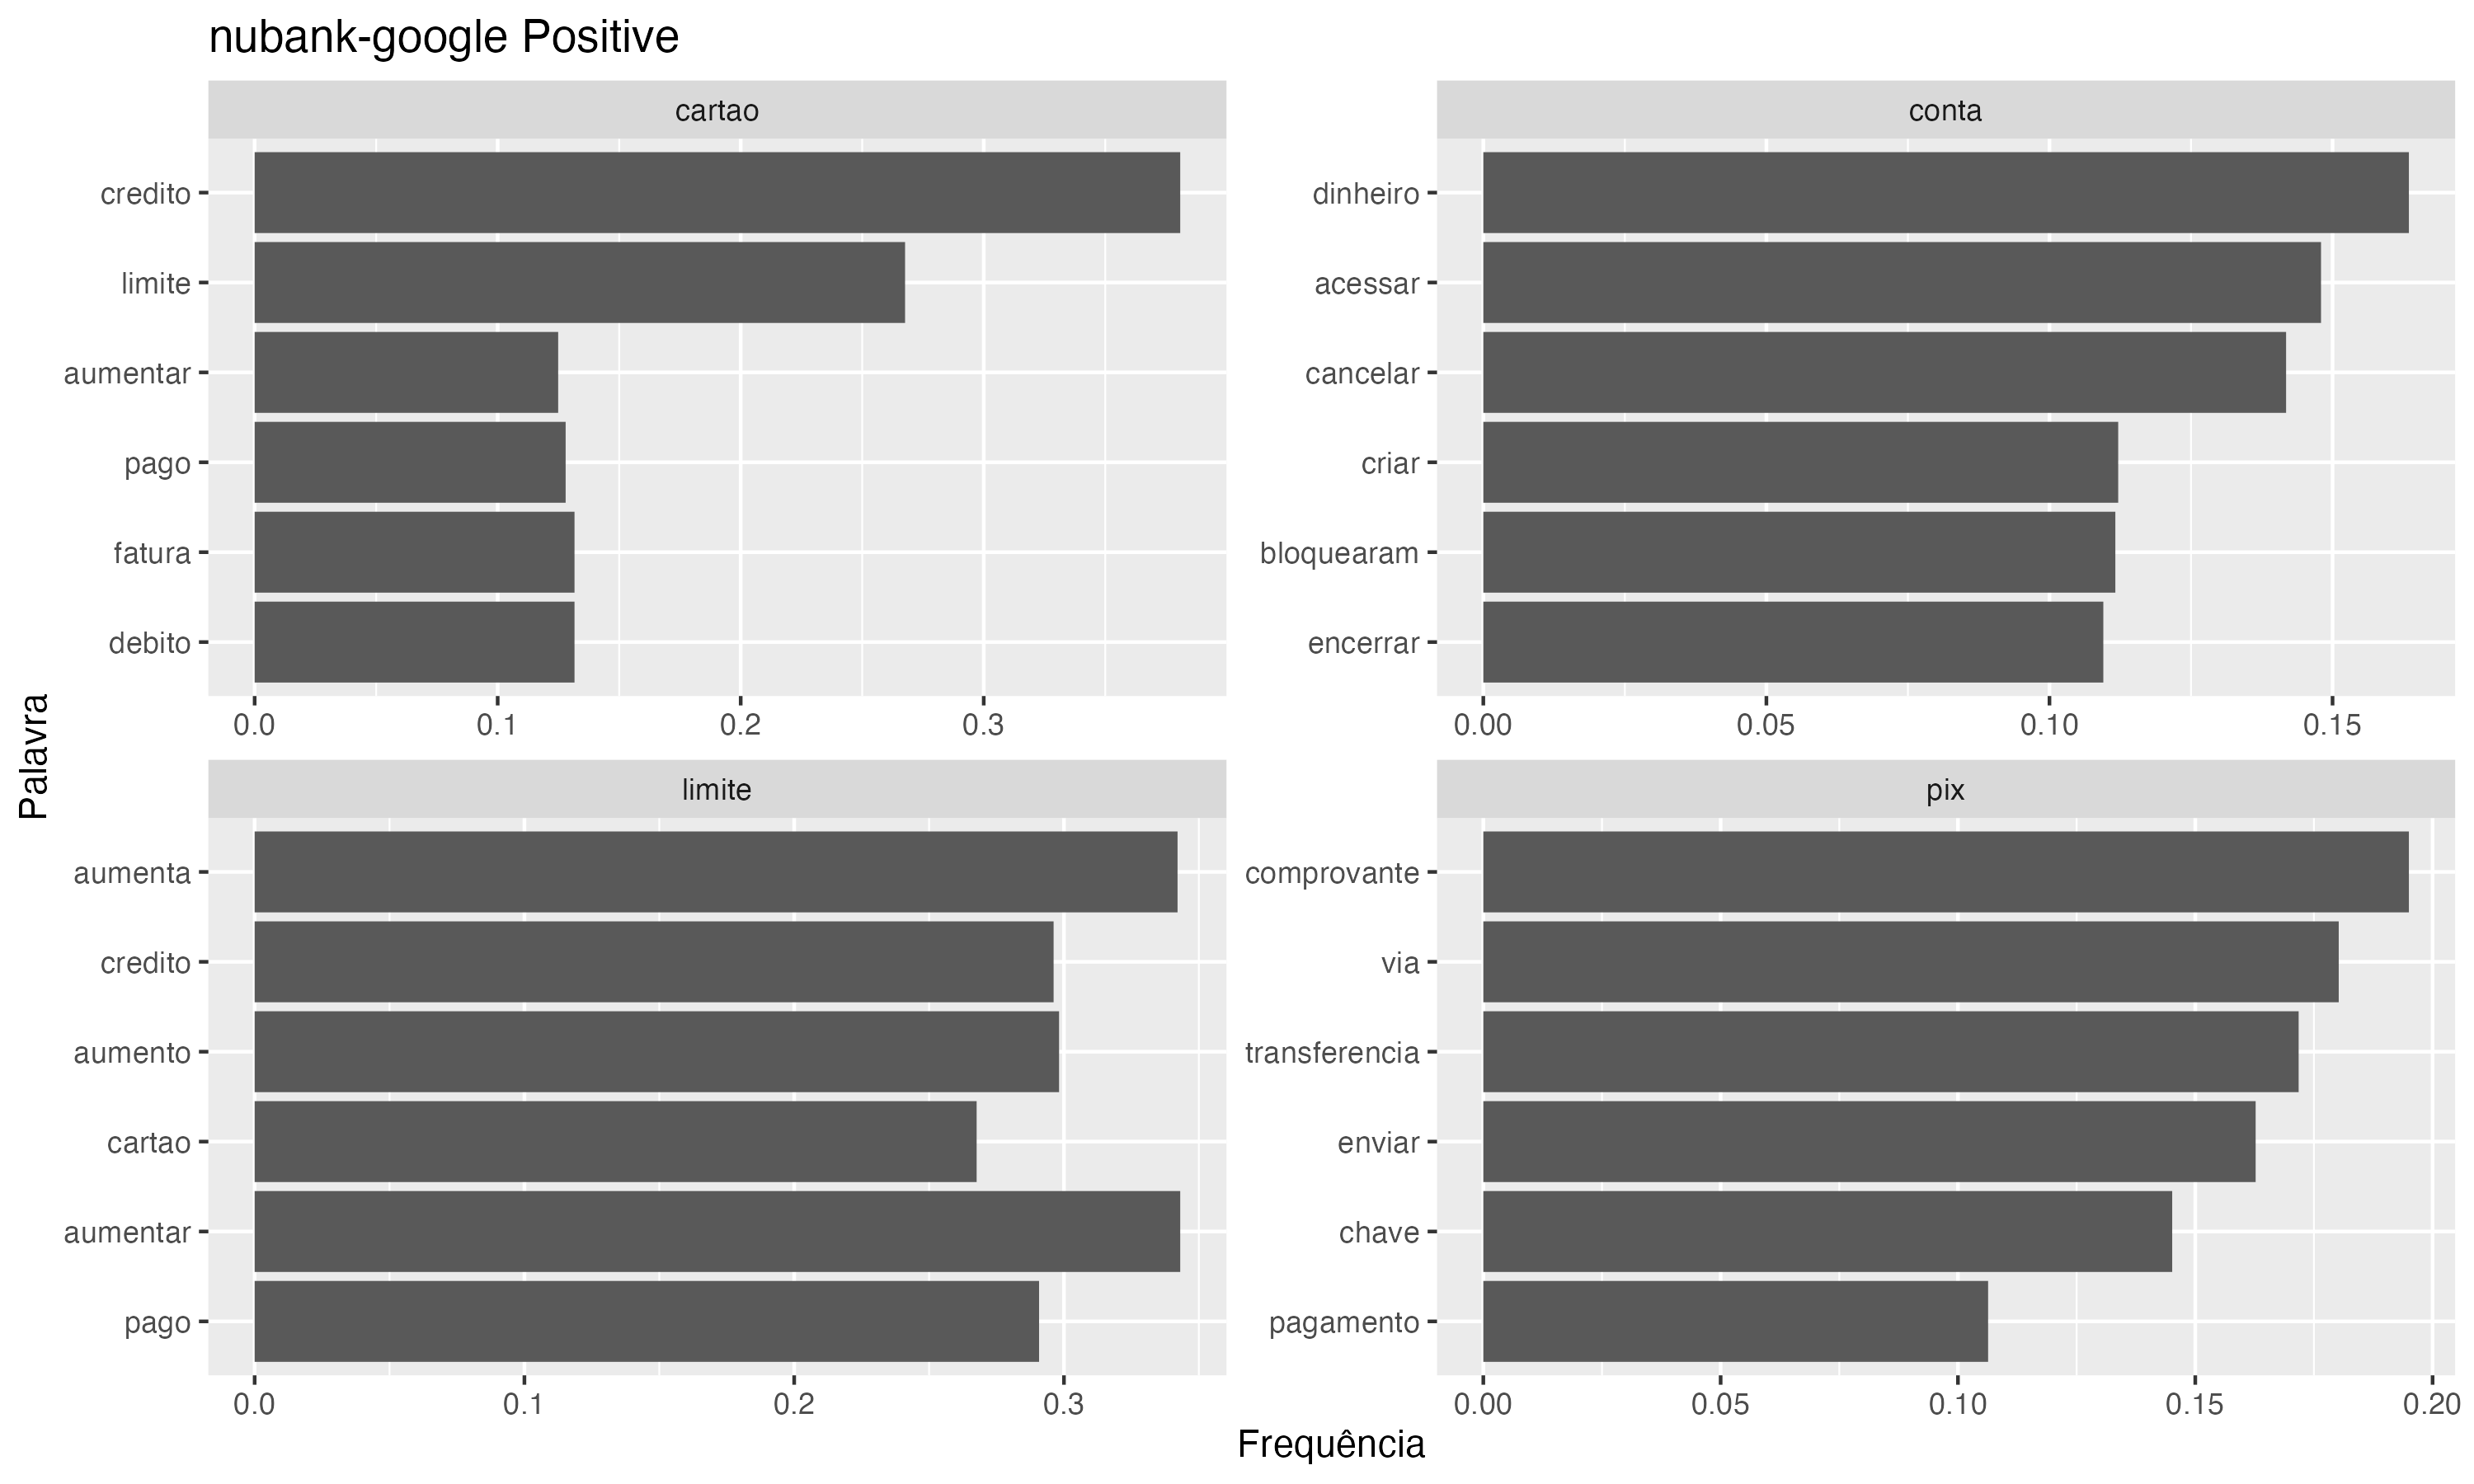 nubank-google Positive
cartao
credito
limite
aumentar
pago
fatura
debito
0.0 0.1 0.2 0.3
conta
dinheiro
acessar
cancelar
criar
bloquearam
encerrar
0.00 0.05 0.10 0.15
limite
aumenta
credito
aumento
cartao
aumentar
pago
0.0 0.1 0.2 0.3
pix
comprovante
via
transferencia
enviar
chave
pagamento
0.00 0.05 0.10 0.15 0.20
Palavra
Frequência